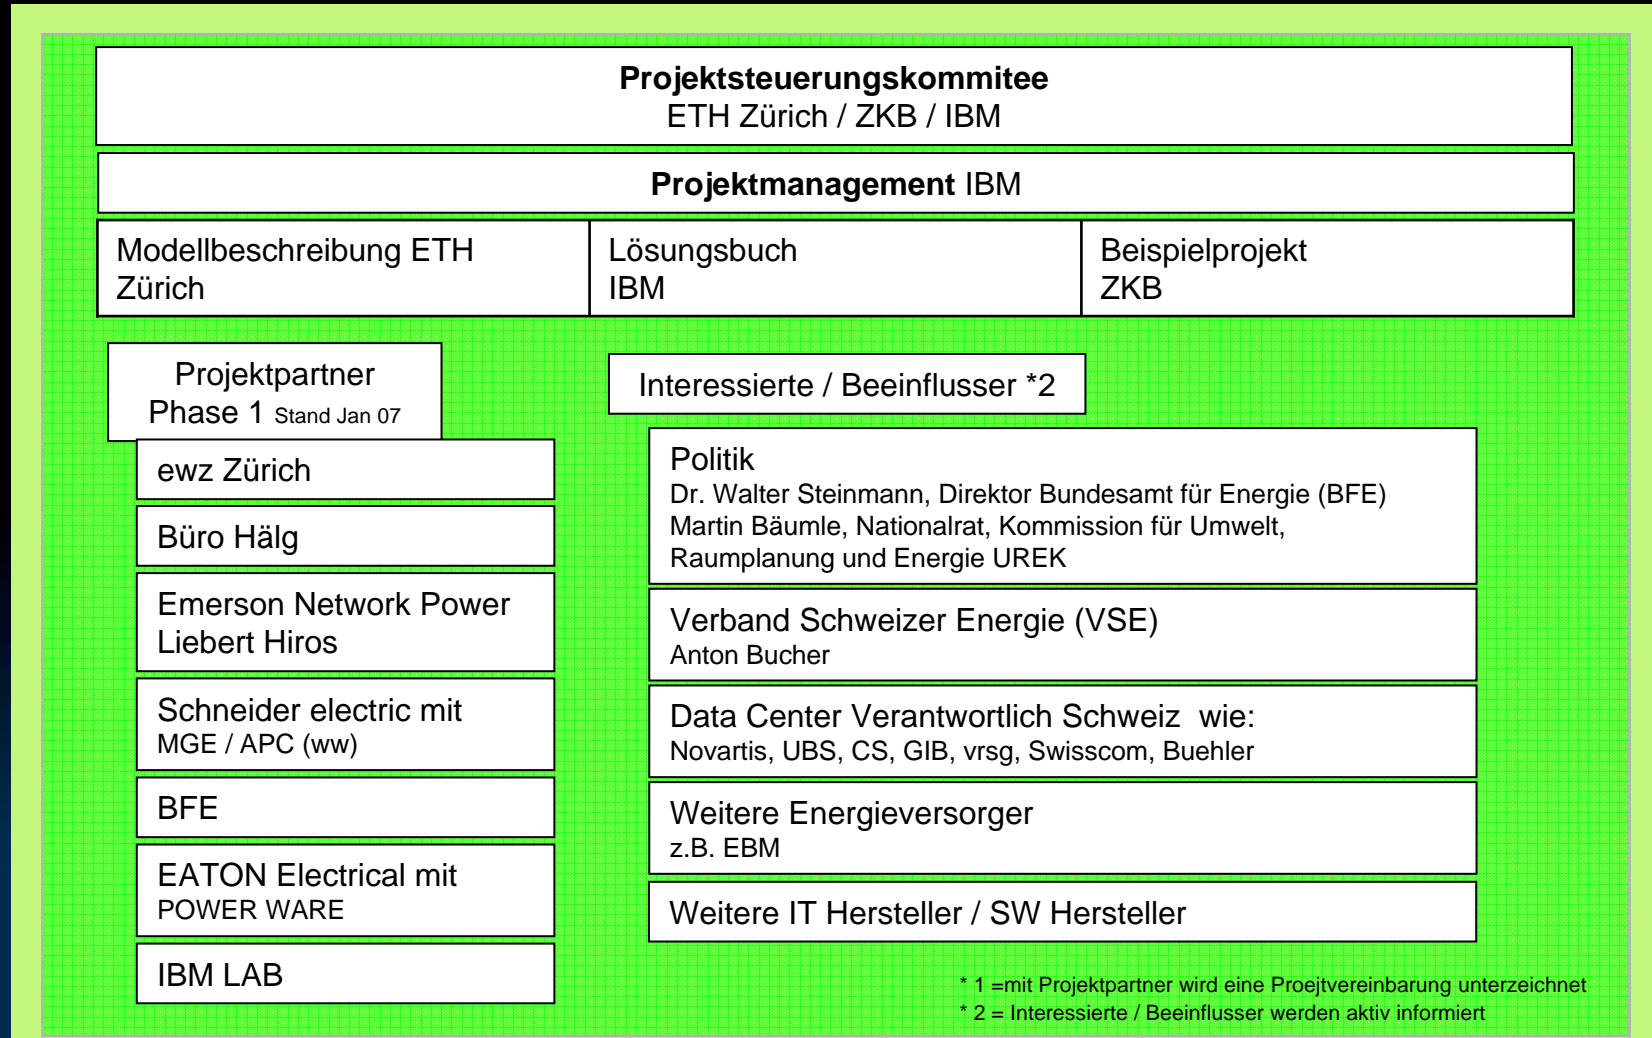 Projektsteuerungskommitee
ETH Zürich / ZKB / IBM
Projektmanagement IBM
Modellbeschreibung ETH
Zürich
Lösungsbuch
IBM
Beispielprojekt
ZKB
Projektpartner
Phase 1 Stand Jan 07
ewz Zürich
Büro Hälg
Emerson Network Power
Liebert Hiros
Schneider electric mit
MGE / APC (ww)
BFE
EATON Electrical mit
POWER WARE
IBM LAB
Interessierte / Beeinflusser *2
Politik
Dr. Walter Steinmann, Direktor Bundesamt für Energie (BFE)
Martin Bäumle, Nationalrat, Kommission für Umwelt,
Raumplanung und Energie UREK
Verband Schweizer Energie (VSE)
Anton Bucher
Data Center Verantwortlich Schweiz  wie:
Novartis, UBS, CS, GIB, vrsg, Swisscom, Buehler
Weitere Energieversorger
z.B. EBM
Weitere IT Hersteller / SW Hersteller
* 1 =mit Projektpartner wird eine Proejtvereinbarung unterzeichnet
* 2 = Interessierte / Beeinflusser werden aktiv informiert